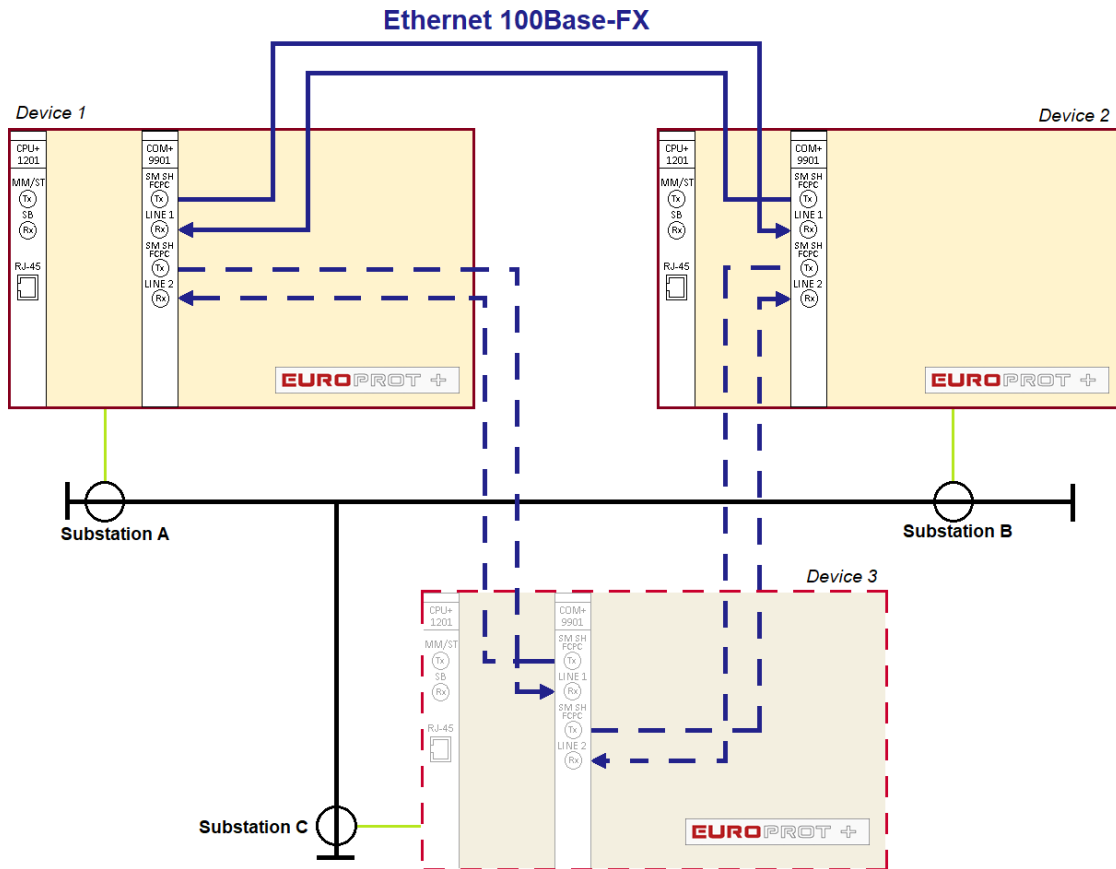 Ethernet 100Base-FX
Device 1
Device 2
CPU+
1201
MM/ST
Tx
SB
Rx
RJ-45
COM+
9901
SM SH
FCPC
Tx
LINE 1
Rx
SM SH
FCPC
Tx
LINE 2
Rx
EUROPROT +
CPU+
1201
MM/ST
Tx
SB
Rx
RJ-45
COM+
9901
SM SH
FCPC
Tx
LINE 1
Rx
SM SH
FCPC
Tx
LINE 2
Rx
EUROPROT +
Substation A
Substation B
Device 3
CPU+
1201
MM/ST
Tx
SB
Rx
RJ-45
COM+
9901
SM SH
FCPC
Tx
LINE 1
Rx
SM SH
FCPC
Tx
LINE 2
Rx
EUROPROT +
Substation C